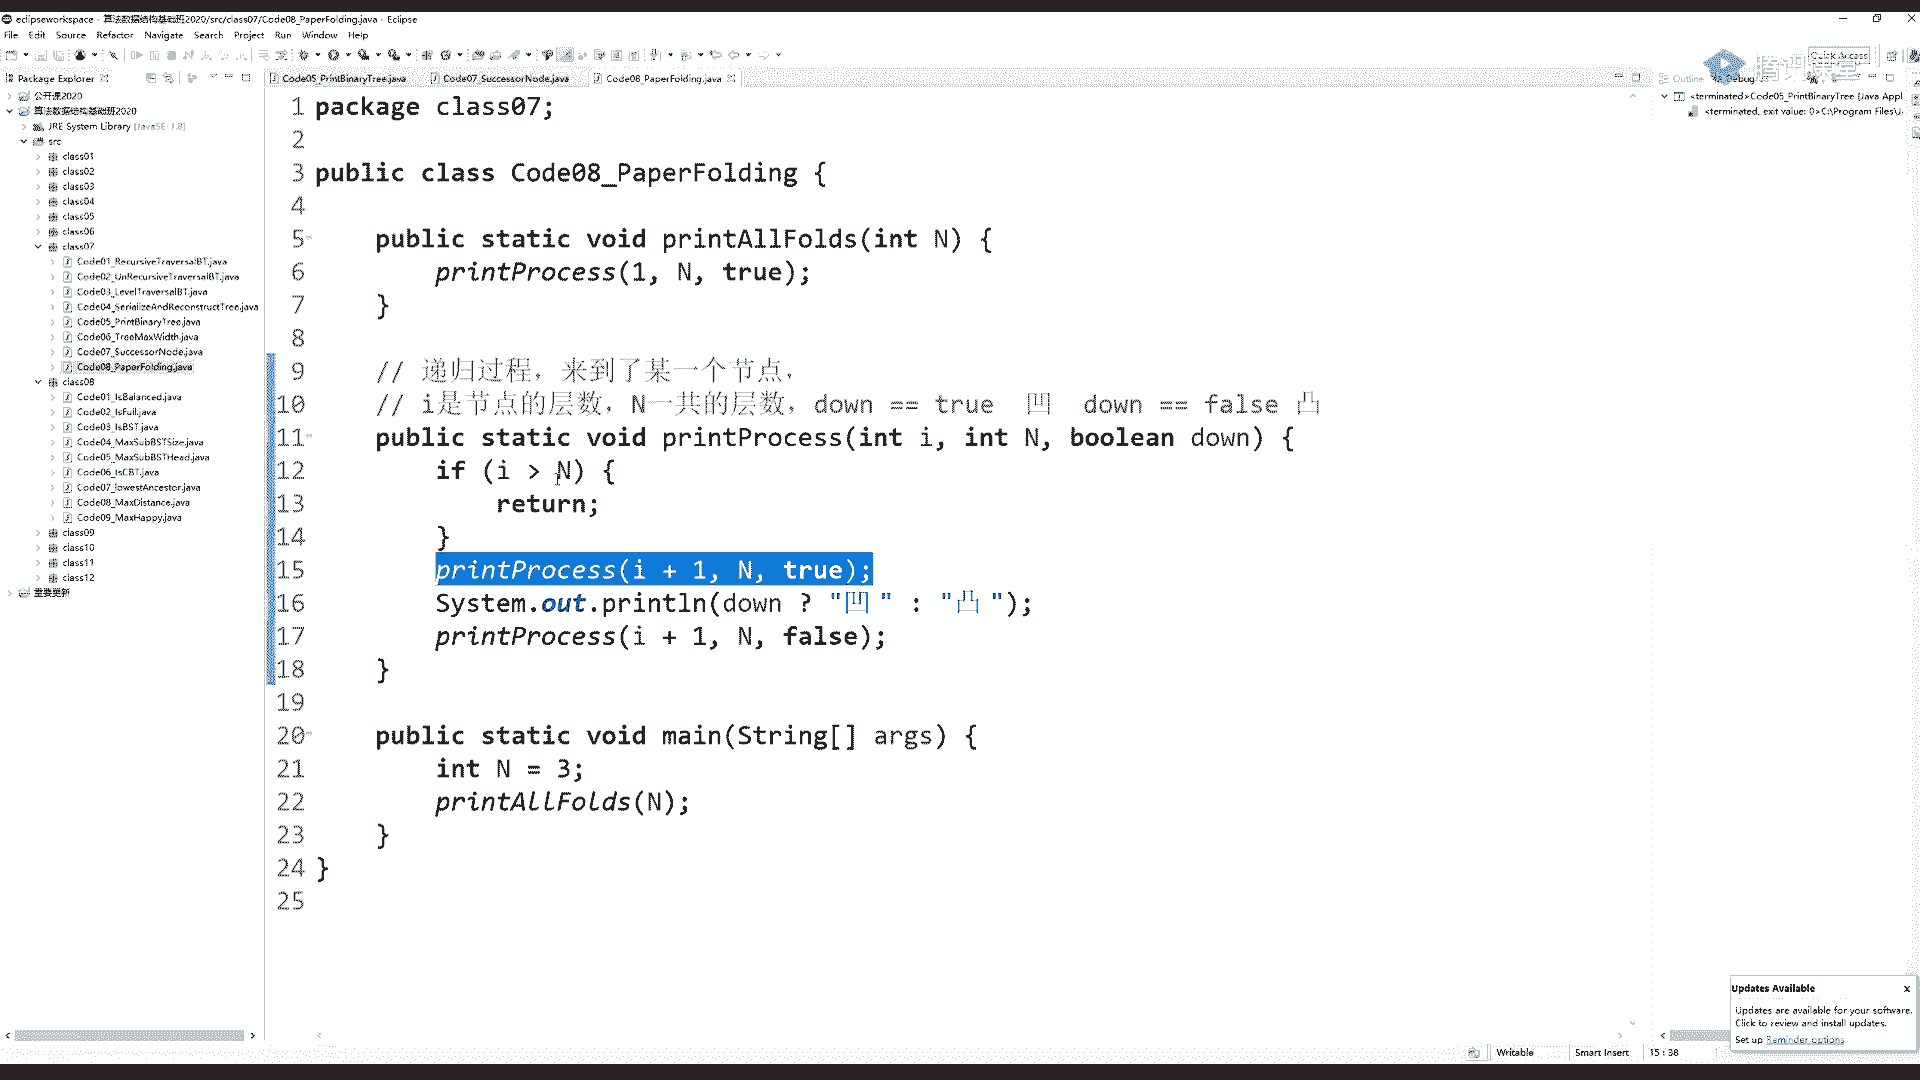 eclipseworkspace - 算法数据结构基础班2020/src/class07/Code08_PaperFolding.java - Eclipse
File Edit Source Refactor Navigate Search Project Run Window Help
Quick Access
腾讯课堂
Package Explorer
Code05_PrintBinaryTree.java
Code07_SuccessorNode.java
Code08_PaperFolding.java
Outline
Debug
公开课2020
算法数据结构基础班2020
JRE System Library [JavaSE-1.8]
src
class01
class02
class03
class04
class05
class06
class07
Code01_RecursiveTraversalBT.java
Code02_UnRecursiveTraversalBT.java
Code03_LevelTraversalBT.java
Code04_SerializeAndReconstructTree.java
Code05_PrintBinaryTree.java
Code06_TreeMaxWidth.java
Code07_SuccessorNode.java
Code08_PaperFolding.java
class08
Code01_IsBalanced.java
Code02_IsFull.java
Code03_IsBST.java
Code04_MaxSubBSTSize.java
Code05_MaxSubBSTHead.java
Code06_IsCBT.java
Code07_lowestAncestor.java
Code08_MaxDistance.java
Code09_MaxHappy.java
class09
class10
class11
class12
重要更新
1 package class07;
2
3 public class Code08_PaperFolding {
4
5 public static void printAllFolds(int N) {
6 printProcess(1, N, true);
7 }
8
9 // 递归过程，来到了某一个节点，
10 // i是节点的层数，N一共的层数，down == true 凹 down == false 凸
11 public static void printProcess(int i, int N, boolean down) {
12 if (i > N) {
13 return;
14 }
15 printProcess(i + 1, N, true);
16 System.out.println(down ? "凹 " : "凸 ");
17 printProcess(i + 1, N, false);
18 }
19
20 public static void main(String[] args) {
21 int N = 3;
22 printAllFolds(N);
23 }
24 }
25
<terminated>Code05_PrintBinaryTree [Java Appl
<terminated, exit value: 0>C:\Program Files\J
Updates Available
Updates are available for your software.
Click to review and install updates.
Set up Reminder options
Writable
Smart Insert
15 : 38